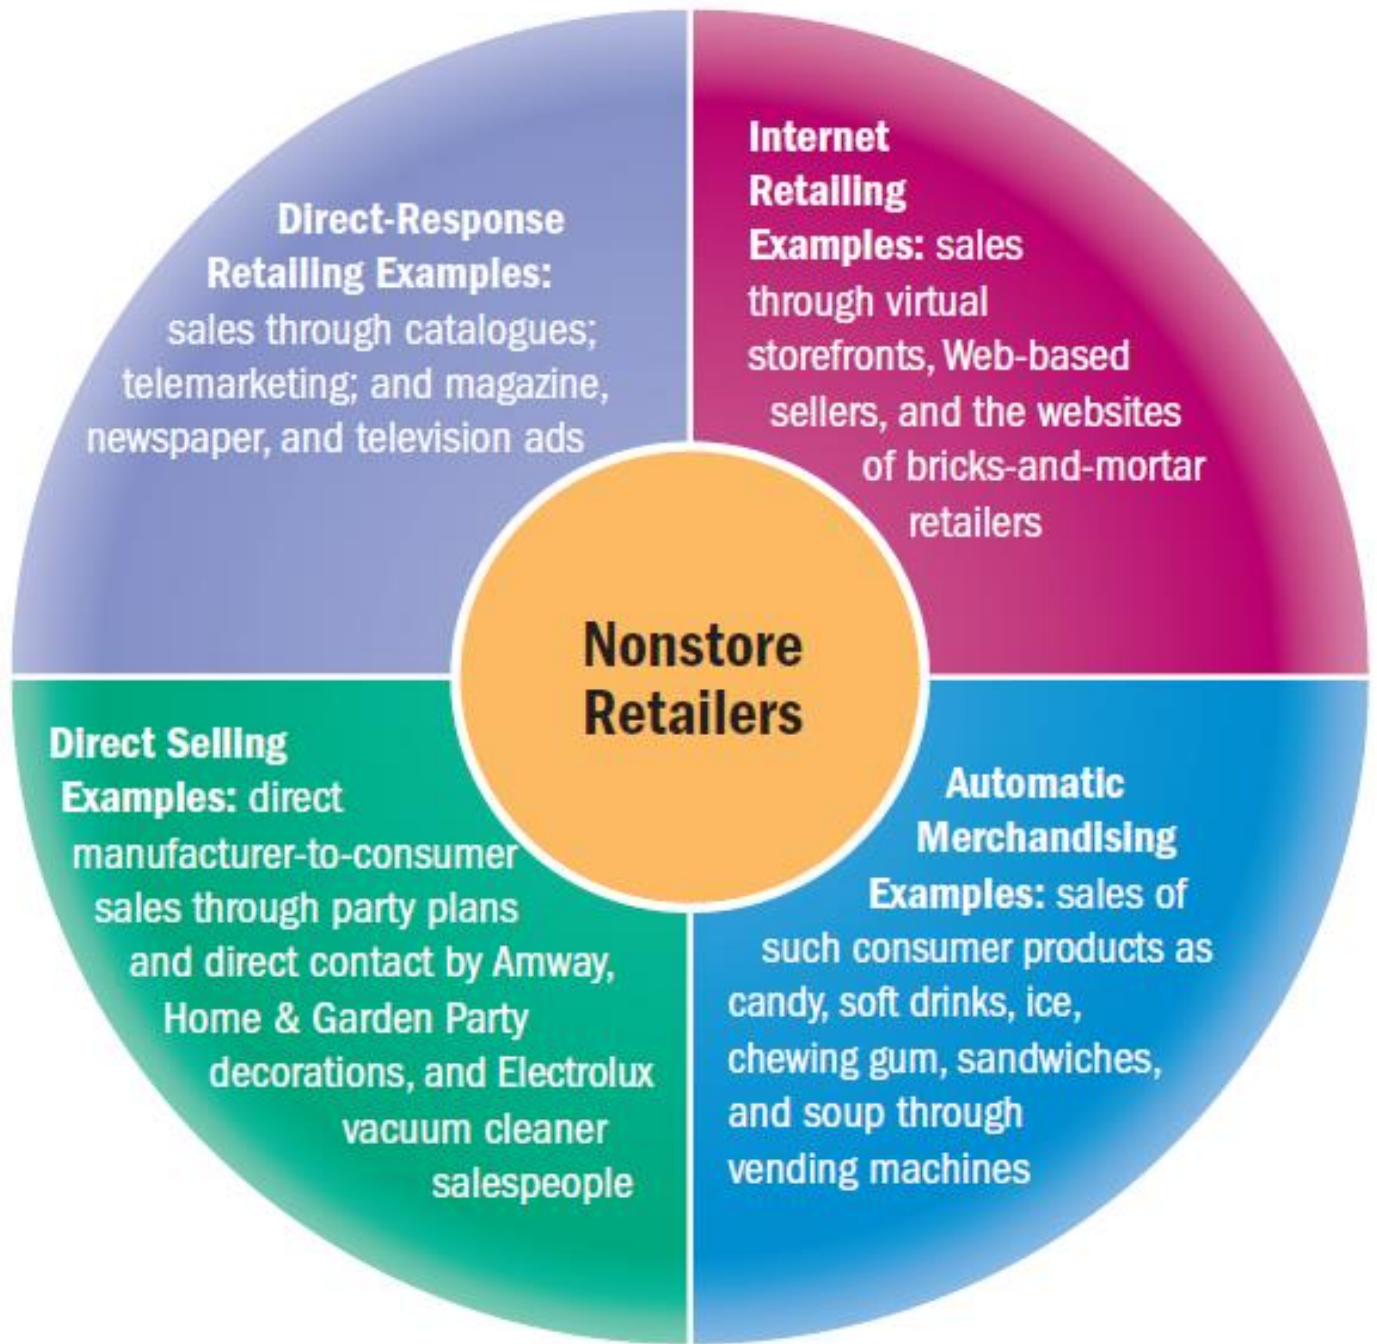 Direct-Response
Retailing Examples:
sales through catalogues;
telemarketing; and magazine,
newspaper, and television ads
Internet
Retailing
Examples: sales
through virtual
storefronts, Web-based
sellers, and the websites
of bricks-and-mortar
retailers
Nonstore
Retailers
Direct Selling
Examples: direct
manufacturer-to-consumer
sales through party plans
and direct contact by Amway,
Home & Garden Party
decorations, and Electrolux
vacuum cleaner
salespeople
Automatic
Merchandising
Examples: sales of
such consumer products as
candy, soft drinks, ice,
chewing gum, sandwiches,
and soup through
vending machines